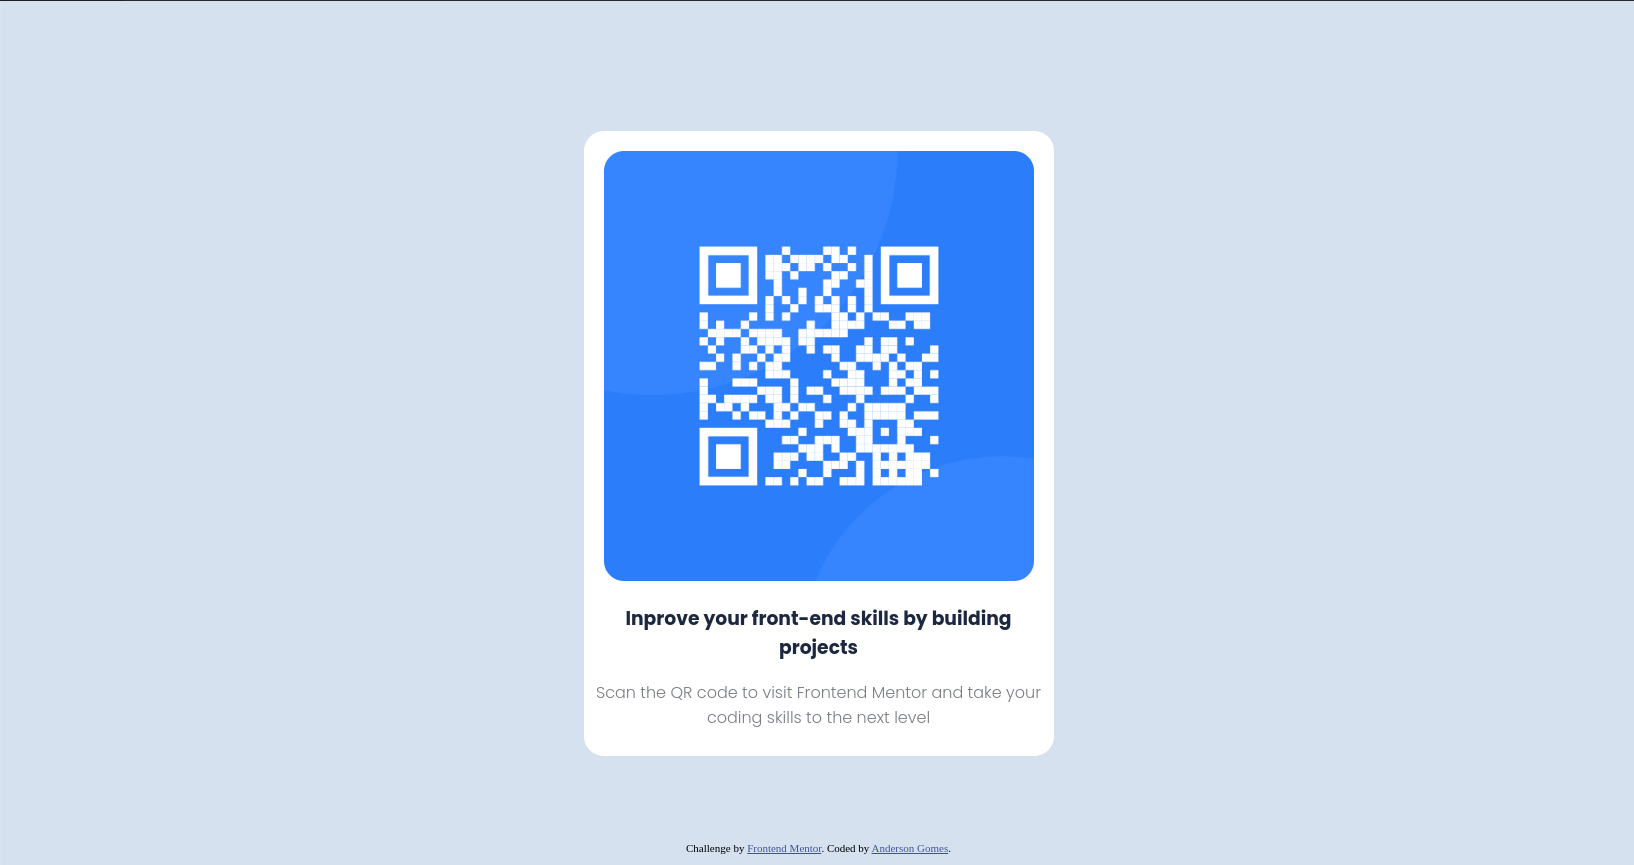 Inprove your front-end skills by building
projects
Scan the QR code to visit Frontend Mentor and take your
coding skills to the next level
Challenge by Frontend Mentor. Coded by Anderson Gomes.